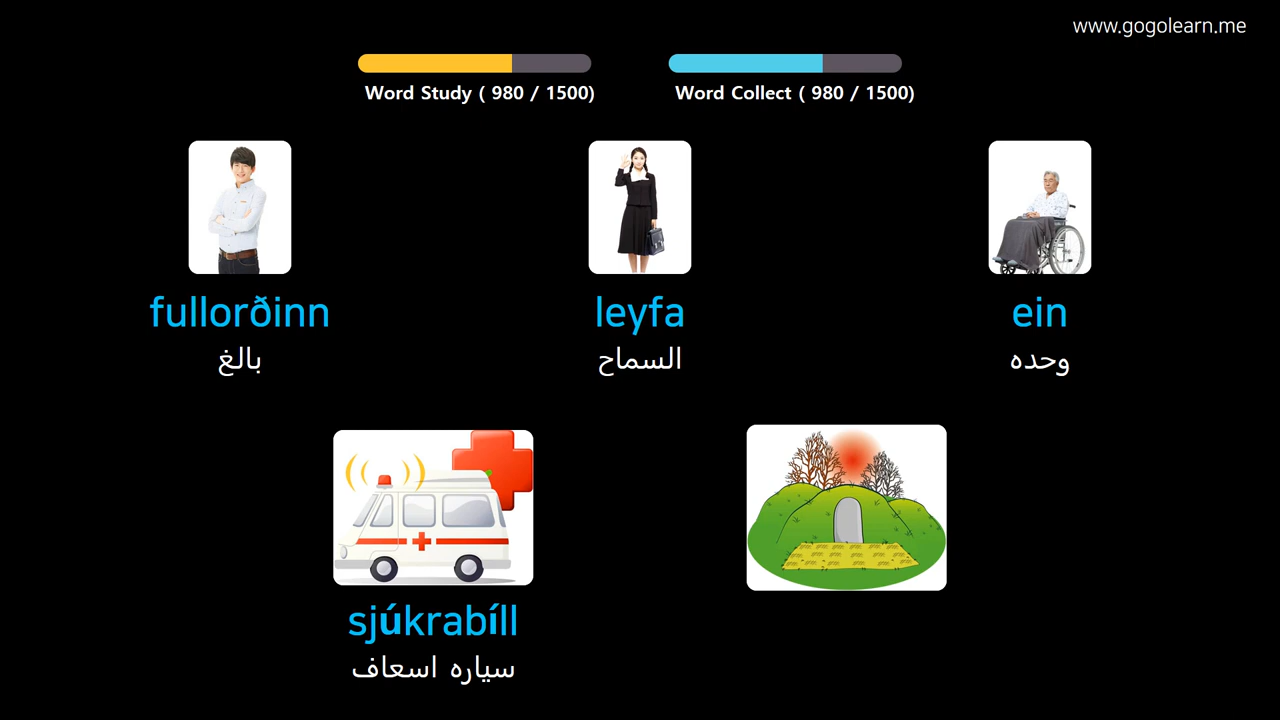 www.gogolearn.me
Word Study ( 980 / 1500)
Word Collect ( 980 / 1500)
fullorðinn
بالغ
leyfa
السماح
ein
وحده
sjúkrabíll
سياره اسعاف